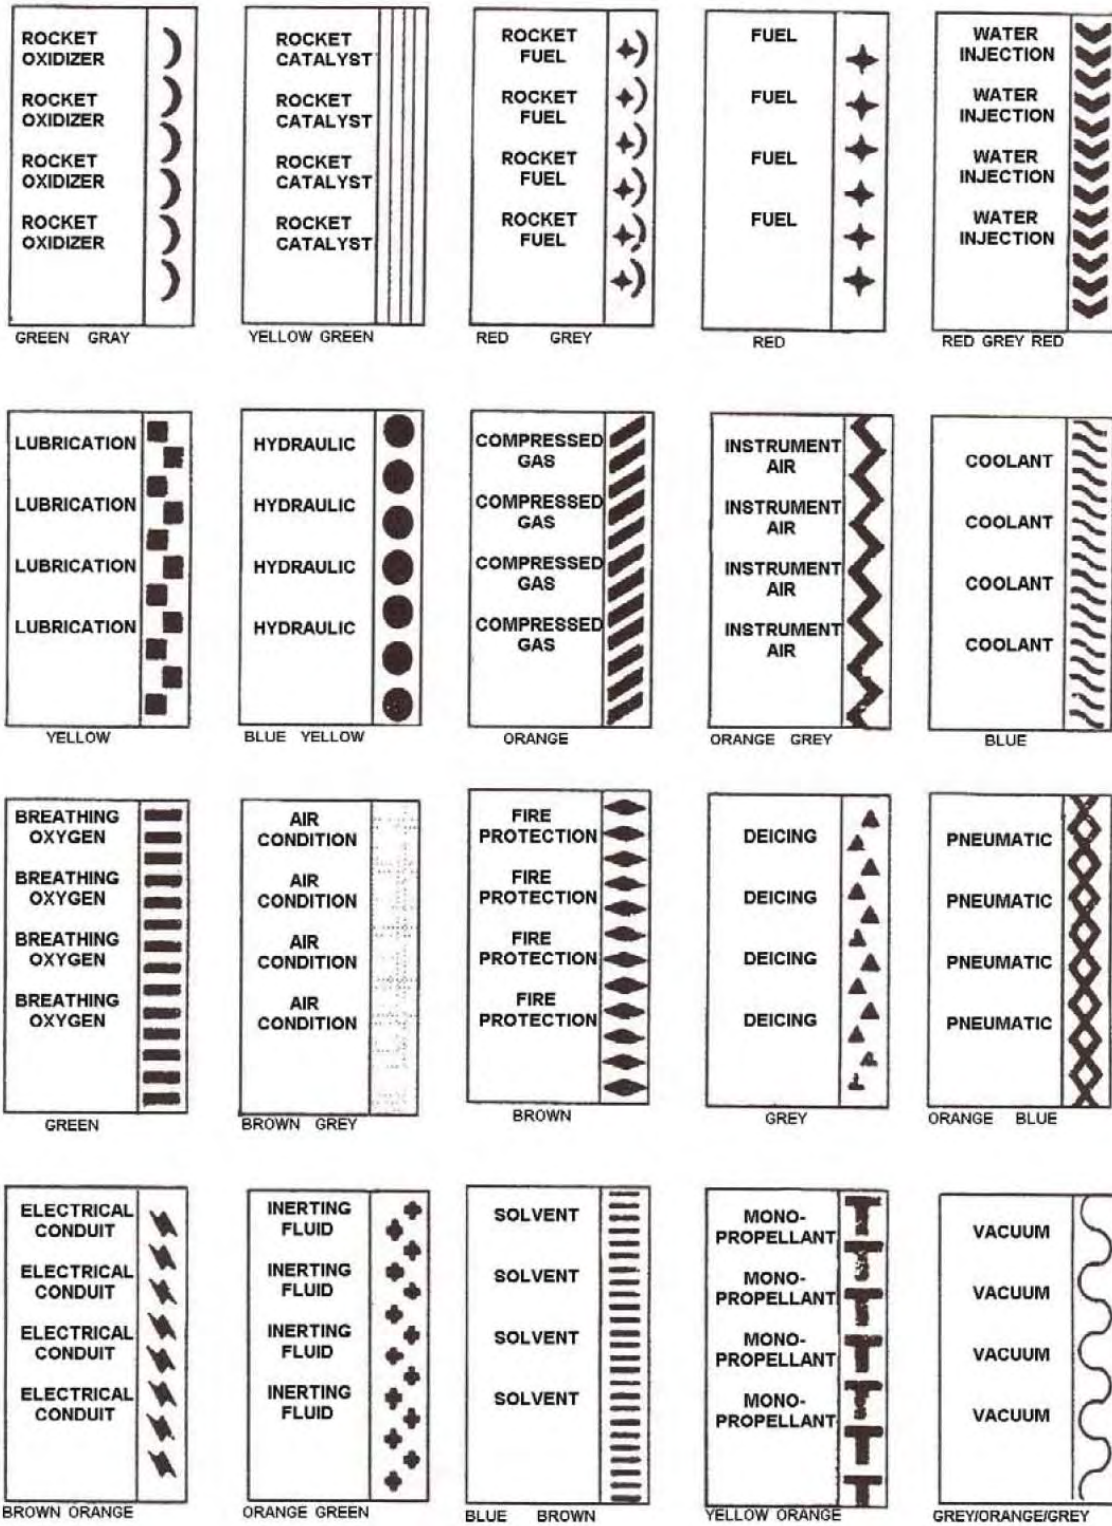 ROCKET
OXIDIZER
ROCKET
OXIDIZER
ROCKET
OXIDIZER
ROCKET
OXIDIZER
GREEN GRAY
ROCKET
CATALYST
ROCKET
CATALYST
ROCKET
CATALYST
ROCKET
CATALYST
YELLOW GREEN
ROCKET
FUEL
ROCKET
FUEL
ROCKET
FUEL
ROCKET
FUEL
RED GREY
FUEL
FUEL
FUEL
FUEL
RED
WATER
INJECTION
WATER
INJECTION
WATER
INJECTION
WATER
INJECTION
RED GREY RED
LUBRICATION
LUBRICATION
LUBRICATION
LUBRICATION
YELLOW
HYDRAULIC
HYDRAULIC
HYDRAULIC
HYDRAULIC
BLUE YELLOW
COMPRESSED
GAS
COMPRESSED
GAS
COMPRESSED
GAS
COMPRESSED
GAS
ORANGE
INSTRUMENT
AIR
INSTRUMENT
AIR
INSTRUMENT
AIR
INSTRUMENT
AIR
ORANGE GREY
COOLANT
COOLANT
COOLANT
COOLANT
BLUE
BREATHING
OXYGEN
BREATHING
OXYGEN
BREATHING
OXYGEN
BREATHING
OXYGEN
GREEN
AIR
CONDITION
AIR
CONDITION
AIR
CONDITION
AIR
CONDITION
BROWN GREY
FIRE
PROTECTION
FIRE
PROTECTION
FIRE
PROTECTION
FIRE
PROTECTION
BROWN
DEICING
DEICING
DEICING
DEICING
GREY
PNEUMATIC
PNEUMATIC
PNEUMATIC
PNEUMATIC
ORANGE BLUE
ELECTRICAL
CONDUIT
ELECTRICAL
CONDUIT
ELECTRICAL
CONDUIT
ELECTRICAL
CONDUIT
BROWN ORANGE
INERTING
FLUID
INERTING
FLUID
INERTING
FLUID
INERTING
FLUID
ORANGE GREEN
SOLVENT
SOLVENT
SOLVENT
SOLVENT
BLUE BROWN
MONO-
PROPELLANT
MONO-
PROPELLANT
MONO-
PROPELLANT
MONO-
PROPELLANT
YELLOW ORANGE
VACUUM
VACUUM
VACUUM
VACUUM
GREY/ORANGE/GREY